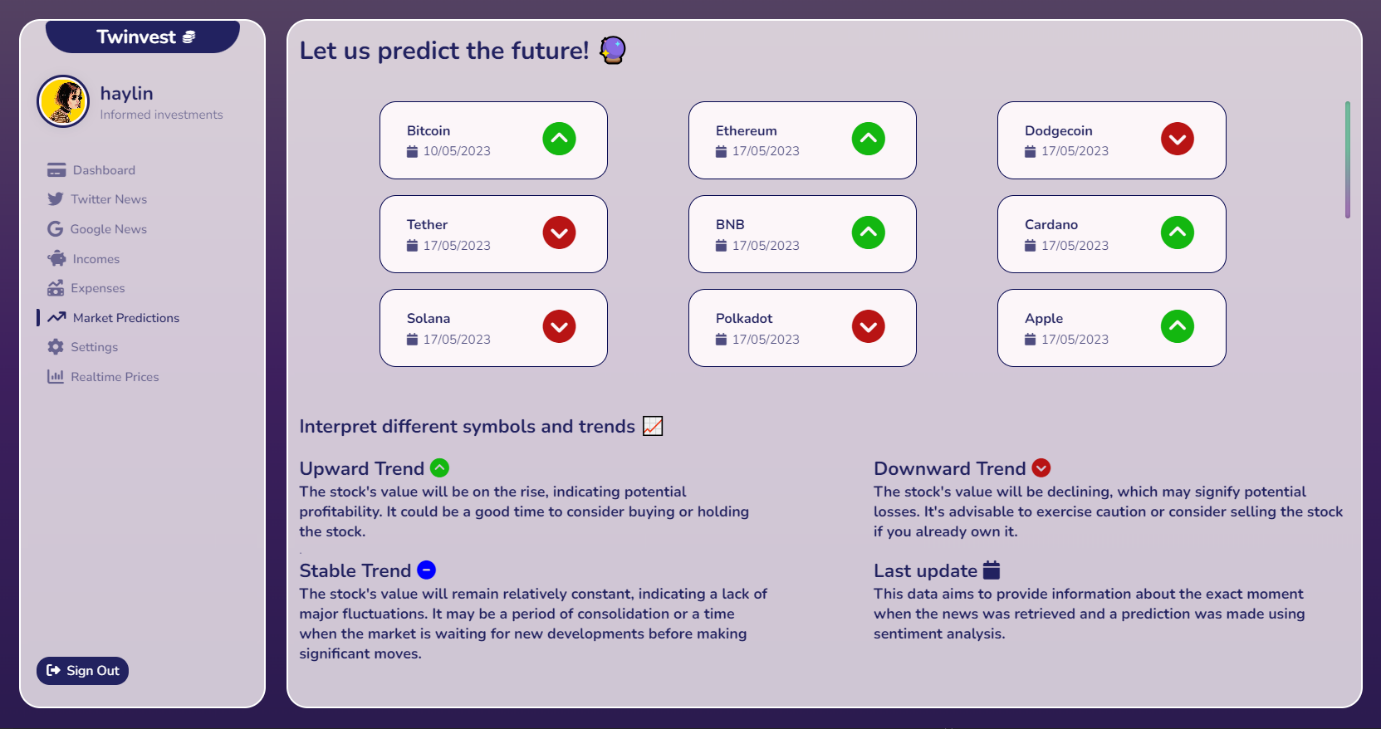 Twinvest
haylin
Informed investments
Dashboard
Twitter News
Google News
Incomes
Expenses
Market Predictions
Settings
Realtime Prices
Sign Out
Let us predict the future!
Bitcoin
10/05/2023
Ethereum
17/05/2023
Dodgecoin
17/05/2023
Tether
17/05/2023
BNB
17/05/2023
Cardano
17/05/2023
Solana
17/05/2023
Polkadot
17/05/2023
Apple
17/05/2023
Interpret different symbols and trends
Upward Trend
The stock's value will be on the rise, indicating potential
profitability. It could be a good time to consider buying or holding
the stock.
.
Downward Trend
The stock's value will be declining, which may signify potential
losses. It's advisable to exercise caution or consider selling the stock
if you already own it.
Stable Trend
The stock's value will remain relatively constant, indicating a lack of
major fluctuations. It may be a period of consolidation or a time
when the market is waiting for new developments before making
significant moves.
Last update
This data aims to provide information about the exact moment
when the news was retrieved and a prediction was made using
sentiment analysis.